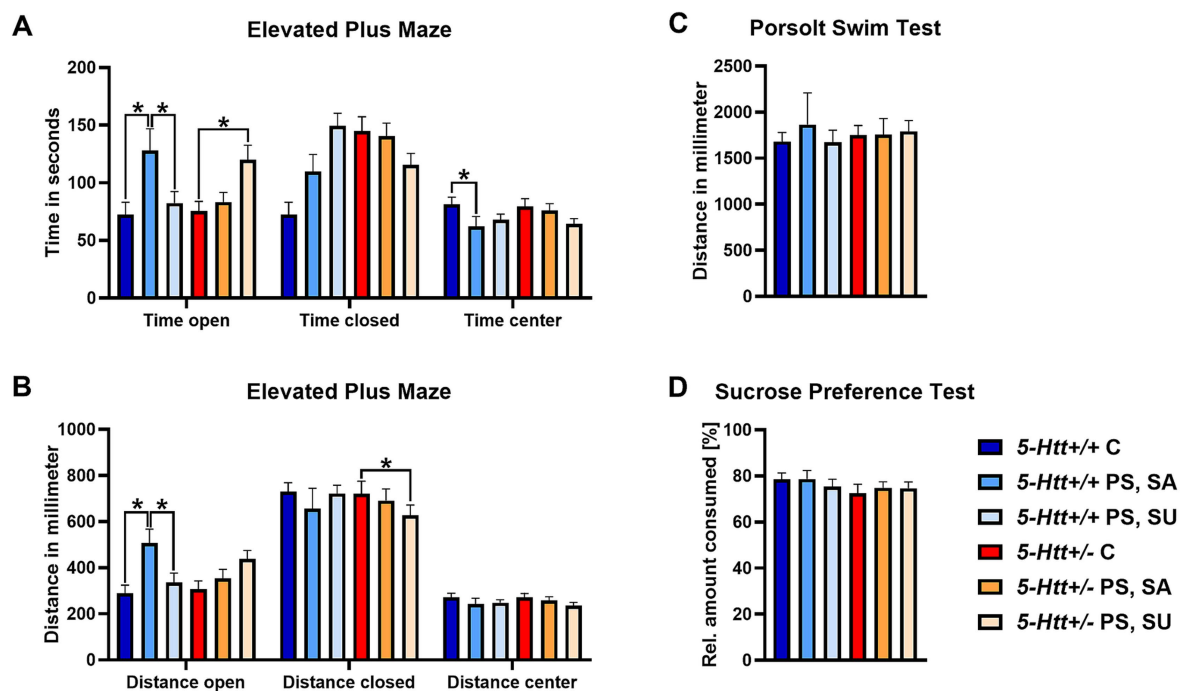 A
Elevated Plus Maze
Time in seconds
200
150
100
50
0
* * *
*
Time open Time closed Time center
B
Elevated Plus Maze
Distance in millimeter
1000
800
600
400
200
0
* *
*
Distance open Distance closed Distance center
C
Porsolt Swim Test
Distance in millimeter
2500
2000
1500
1000
500
0
D
Sucrose Preference Test
Rel. amount consumed [%]
100
80
60
40
20
0
5-Htt+/+ C
5-Htt+/+ PS, SA
5-Htt+/+ PS, SU
5-Htt+/- C
5-Htt+/- PS, SA
5-Htt+/- PS, SU